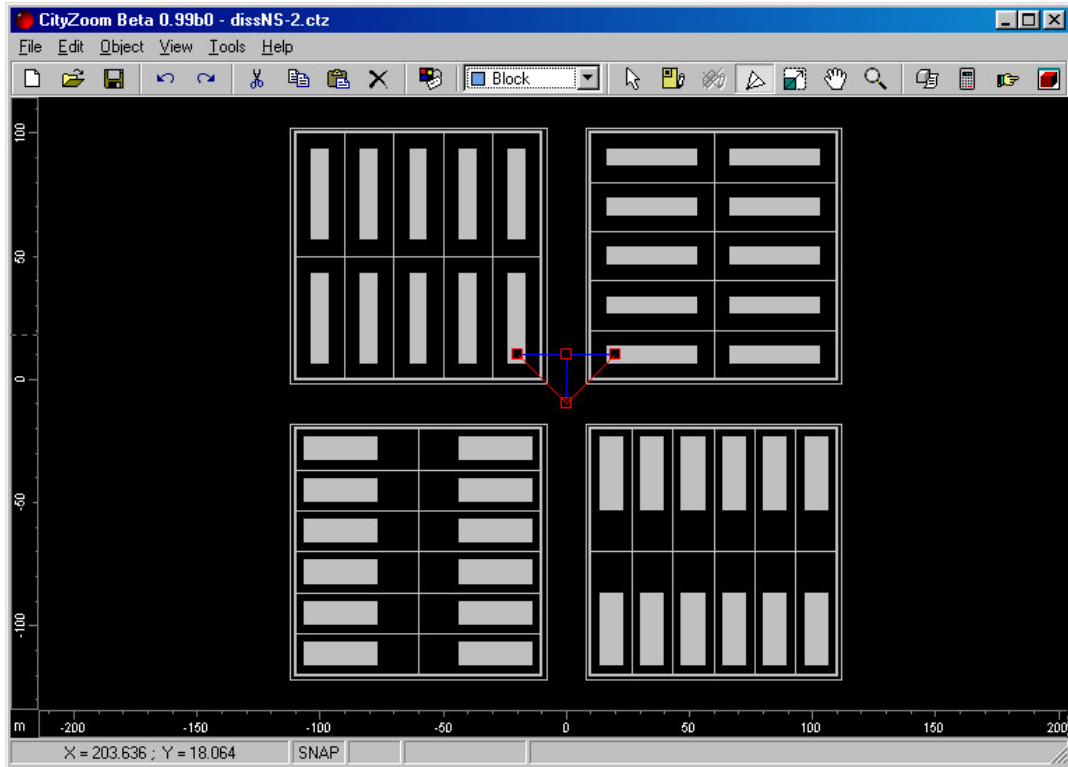 CityZoom Beta 0.99b0 - dissNS-2.ctz
File Edit Object View Tools Help
Block
100
50
0
-50
-100
m -200 -150 -100 -50 0 50 100 150 200
X = 203.636 ; Y = 18.064 SNAP